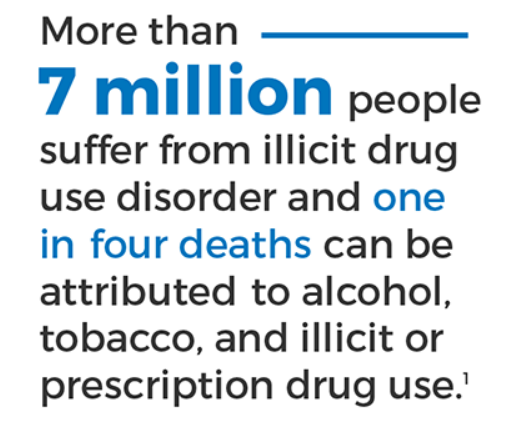 More than
7 million people
suffer from illicit drug
use disorder and one
in four deaths can be
attributed to alcohol,
tobacco, and illicit or
prescription drug use.¹